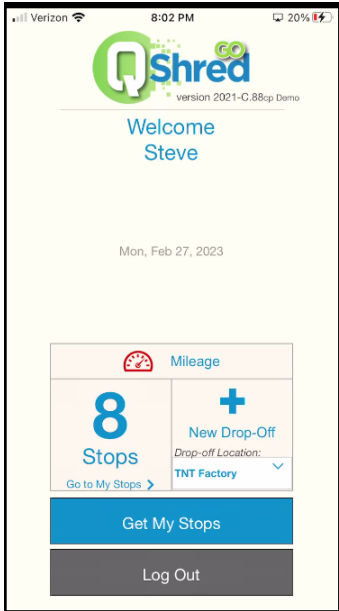 Verizon 8:02 PM 20%
QShred GO
version 2021-C.88cp Demo
Welcome
Steve
Mon, Feb 27, 2023
Mileage
8
Stops
Go to My Stops
New Drop-Off
Drop-off Location:
TNT Factory
Get My Stops
Log Out